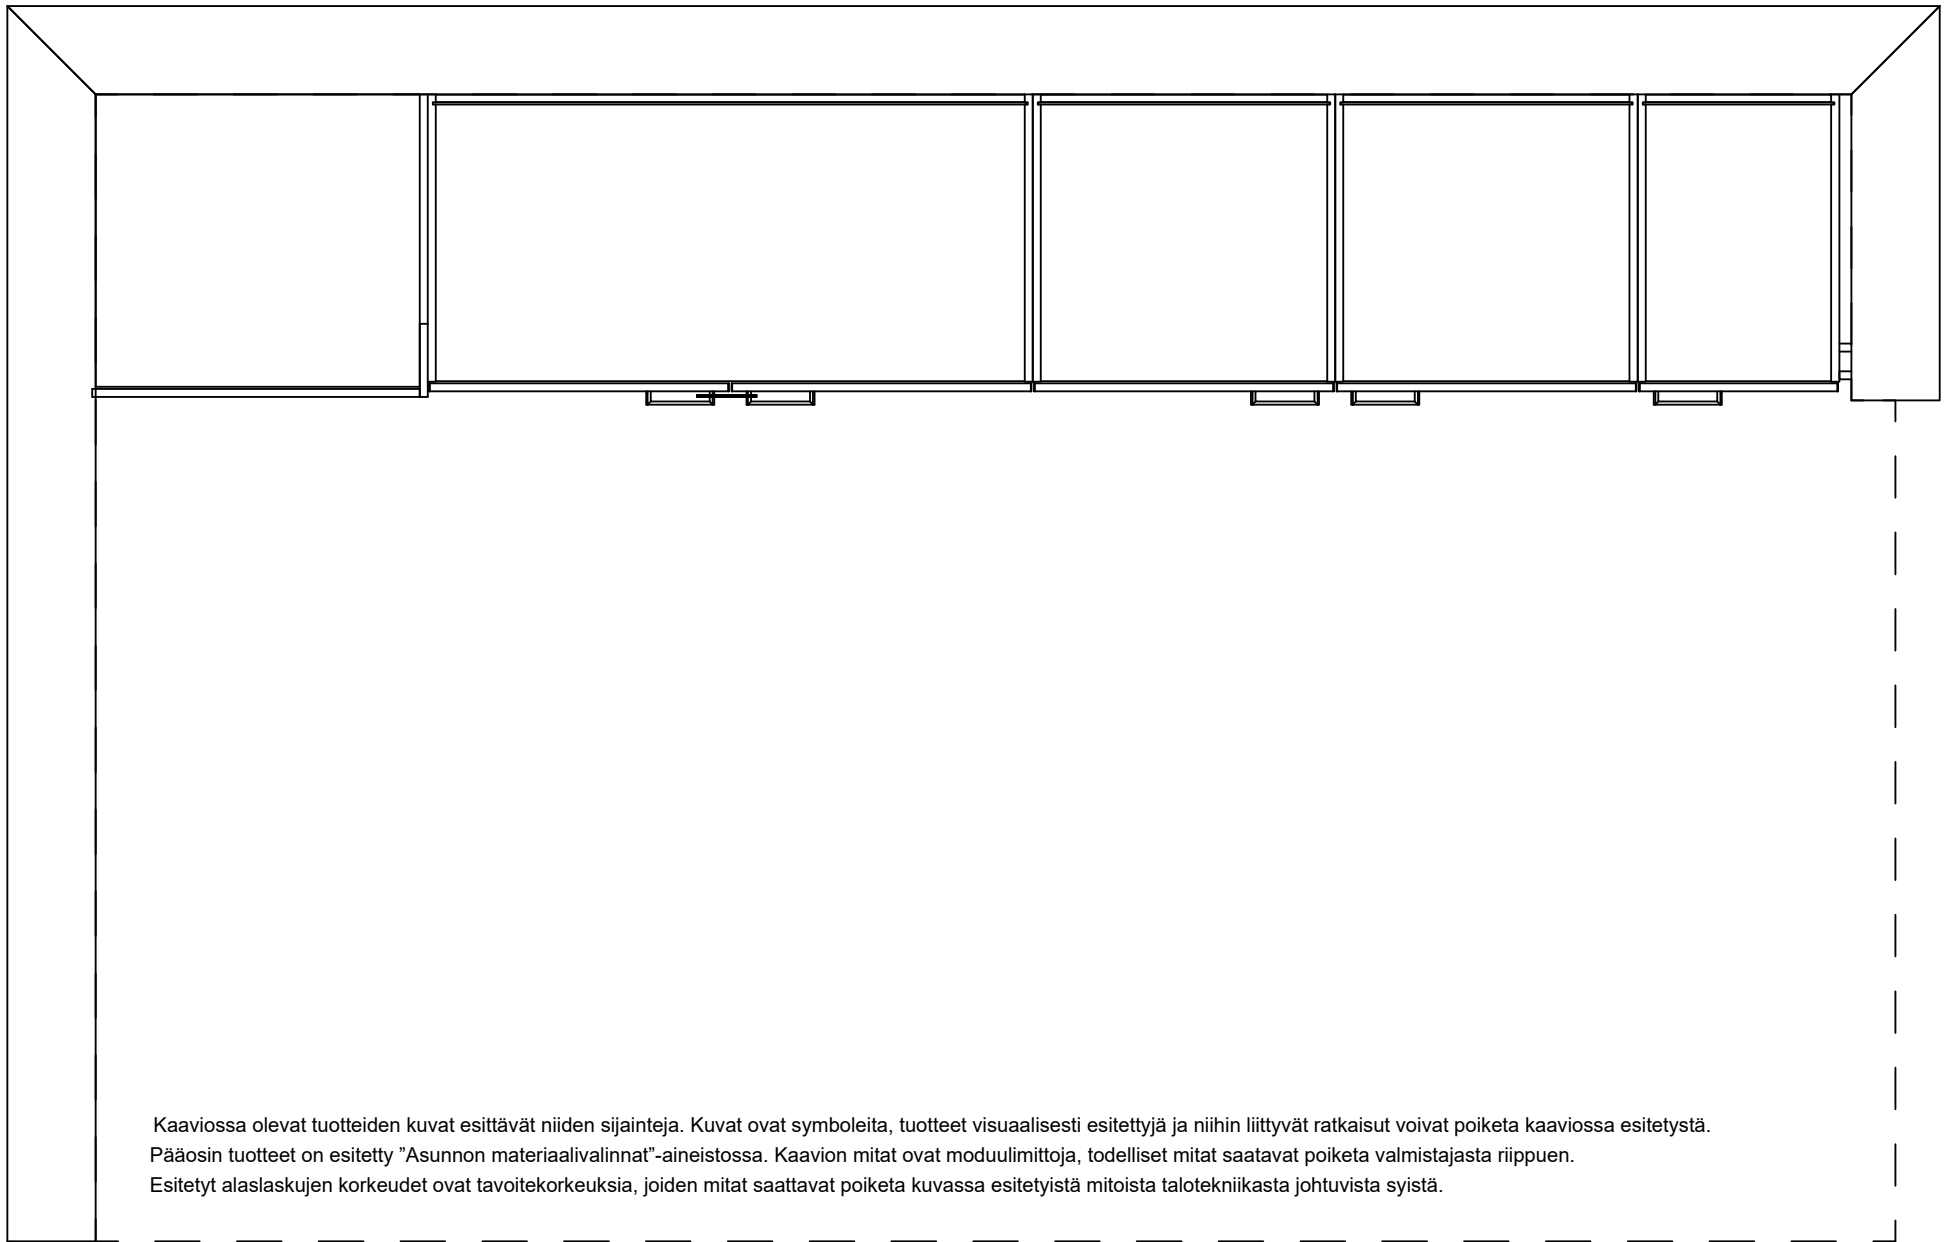 Kaaviossa olevat tuotteiden kuvat esittävät niiden sijainteja. Kuvat ovat symboleita, tuotteet visuaalisesti esitettyjä ja niihin liittyvät ratkaisut voivat poiketa kaaviossa esitetystä.
Pääosin tuotteet on esitetty ”Asunnon materiaalivalinnat”-aineistossa. Kaavion mitat ovat moduulimittoja, todelliset mitat saatavat poiketa valmistajasta riippuen.
Esitetyt alaslaskujen korkeudet ovat tavoitekorkeuksia, joiden mitat saattavat poiketa kuvassa esitetyistä mitoista talotekniikasta johtuvista syistä.